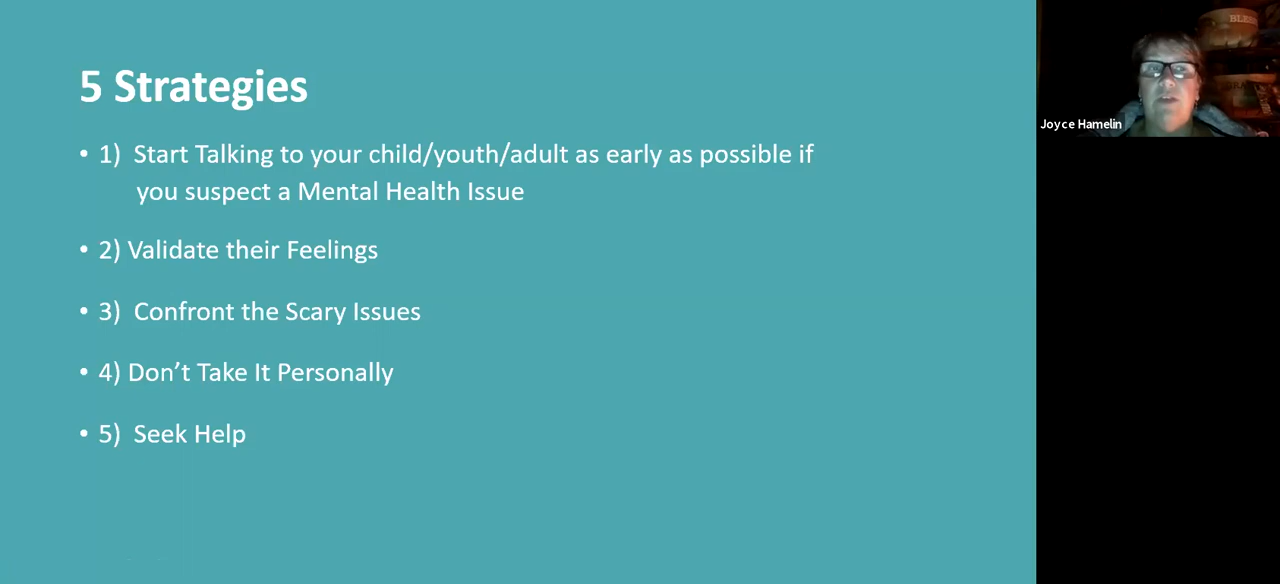 5 Strategies
• 1) Start Talking to your child/youth/adult as early as possible if
you suspect a Mental Health Issue
• 2) Validate their Feelings
• 3) Confront the Scary Issues
• 4) Don’t Take It Personally
• 5) Seek Help
Joyce Hamelin